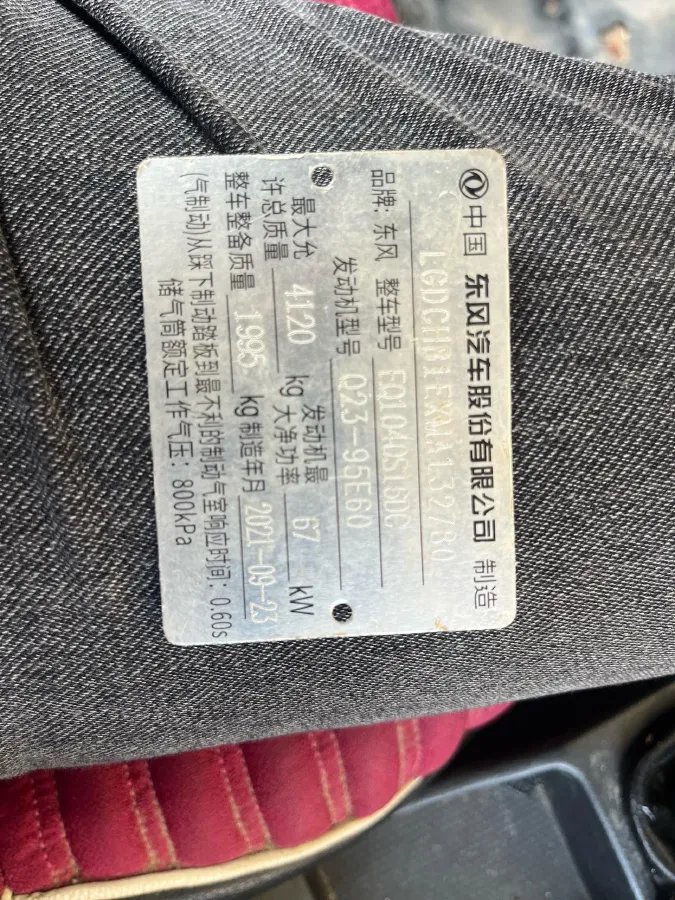 中国 东风汽车股份有限公司 制造
LGDCH81EXMA132780
品牌: 东风 整车型号 EQ1040S16DC
发动机型号 Q23-95E60
最大允 发动机最
许总质量 4120 kg 大净功率 67 kW
整车整备质量 1995 kg 制造年月 2021-09-23
(气制动)从踩下制动踏板到最不利的制动气室响应时间: 0.60s
储气筒额定工作气压: 800kPa